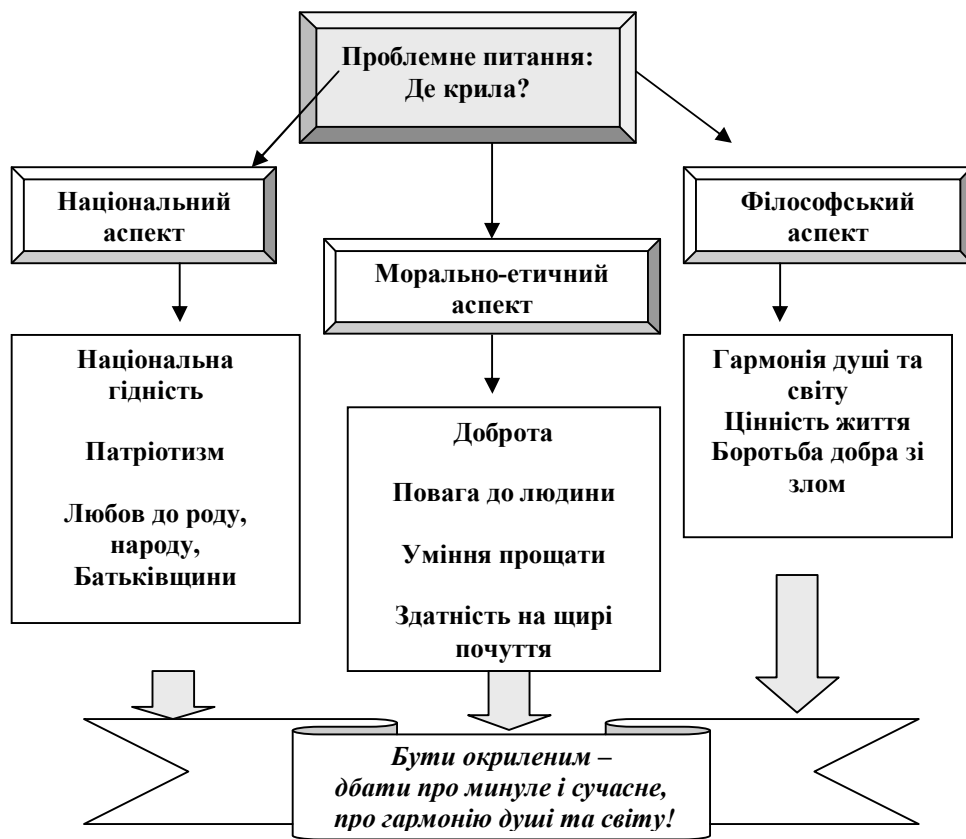 Проблемне питання:
Де крила?
Національний
аспект
Морально-етичний
аспект
Філософський
аспект
Національна
гідність
Патріотизм
Любов до роду,
народу,
Батьківщини
Доброта
Повага до людини
Уміння прощати
Здатність на щирі
почуття
Гармонія душі та
світу
Цінність життя
Боротьба добра зі
злом
Бути окриленим –
дбати про минуле і сучасне,
про гармонію душі та світу!